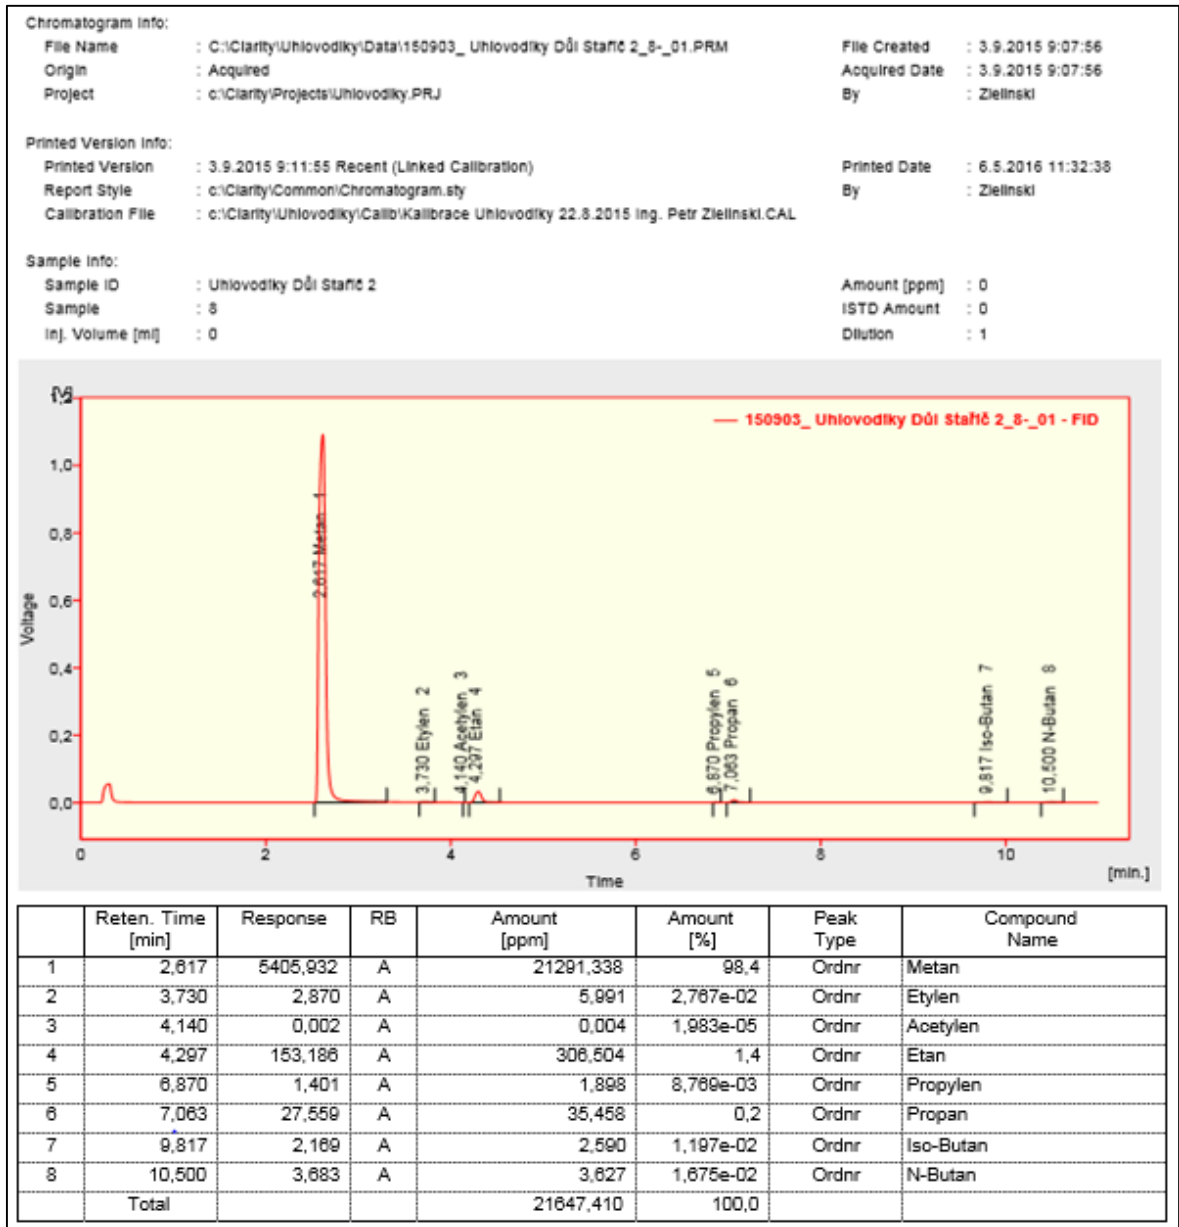 Chromatogram Info:
File Name : C:\Clarity\Uhlovodiky\Data\150903_ Uhlovodiky Důl Staříč 2_8-_01.PRM File Created : 3.9.2015 9:07:56
Origin : Acquired Acquired Date : 3.9.2015 9:07:56
Project : c:\Clarity\Projects\Uhlovodiky.PRJ By : Zielinski
Printed Version Info:
Printed Version : 3.9.2015 9:11:55 Recent (Linked Calibration) Printed Date : 6.5.2016 11:32:38
Report Style : c:\Clarity\Common\Chromatogram.sty By : Zielinski
Calibration File : c:\Clarity\Uhlovodiky\Calib\Kalibrace Uhlovodiky 22.8.2015 Ing. Petr Zielinski.CAL
Sample Info:
Sample ID : Uhlovodiky Důl Staříč 2 Amount [ppm] : 0
Sample : 8 ISTD Amount : 0
Inj. Volume [ml] : 0 Dilution : 1
[V]
1,2
1,0
0,8
0,6
0,4
0,2
0,0
Voltage
150903_ Uhlovodiky Důl Staříč 2_8-_01 - FID
2,617 Metan 1
3,730 Etylen 2
4,140 Acetylen 3
4,297 Etan 4
6,870 Propylen 5
7,063 Propan 6
9,817 Iso-Butan 7
10,500 N-Butan 8
0 2 4 6 8 10
Time [min.]
Reten. Time [min] Response RB Amount [ppm] Amount [%] Peak Type Compound Name
1 2,617 5405,932 A 21291,338 98,4 Ordnr Metan
2 3,730 2,870 A 5,991 2,767e-02 Ordnr Etylen
3 4,140 0,002 A 0,004 1,983e-05 Ordnr Acetylen
4 4,297 153,186 A 306,504 1,4 Ordnr Etan
5 6,870 1,401 A 1,898 8,769e-03 Ordnr Propylen
6 7,063 27,559 A 35,458 0,2 Ordnr Propan
7 9,817 2,169 A 2,590 1,197e-02 Ordnr Iso-Butan
8 10,500 3,683 A 3,627 1,675e-02 Ordnr N-Butan
Total 21647,410 100,0